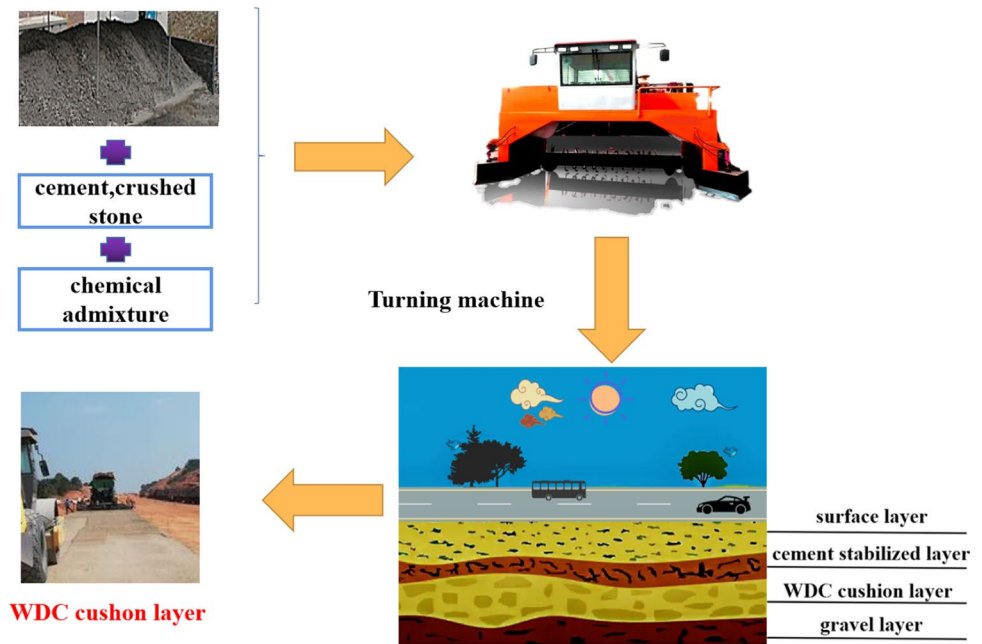 cement,crushed
stone
chemical
admixture
Turning machine
surface layer
cement stabilized layer
WDC cushion layer
gravel layer
WDC cushon layer